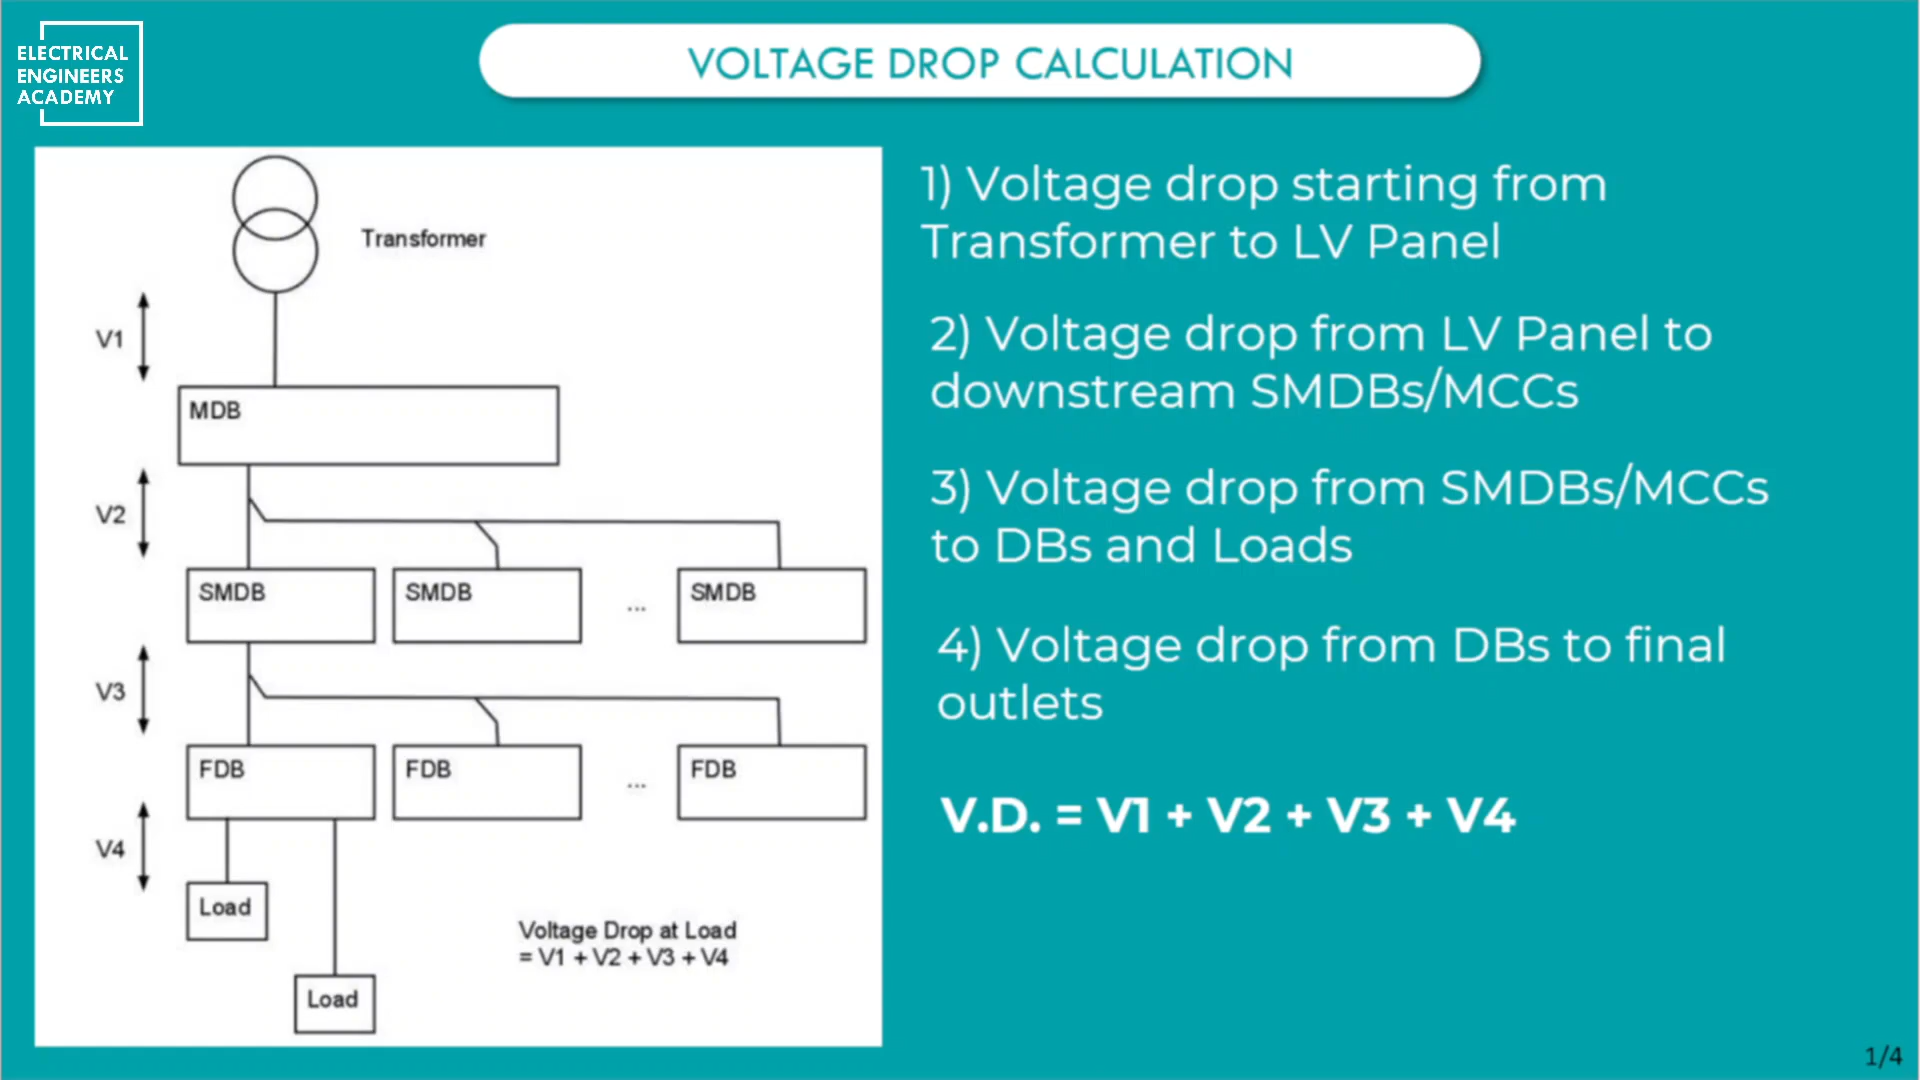 ELECTRICAL
ENGINEERS
ACADEMY
VOLTAGE DROP CALCULATION
Transformer
V1
MDB
V2
SMDB SMDB ... SMDB
V3
FDB FDB ... FDB
V4
Load
Voltage Drop at Load
= V1 + V2 + V3 + V4
Load
1) Voltage drop starting from
Transformer to LV Panel
2) Voltage drop from LV Panel to
downstream SMDBs/MCCs
3) Voltage drop from SMDBs/MCCs
to DBs and Loads
4) Voltage drop from DBs to final
outlets
V.D. = V1 + V2 + V3 + V4
1/4